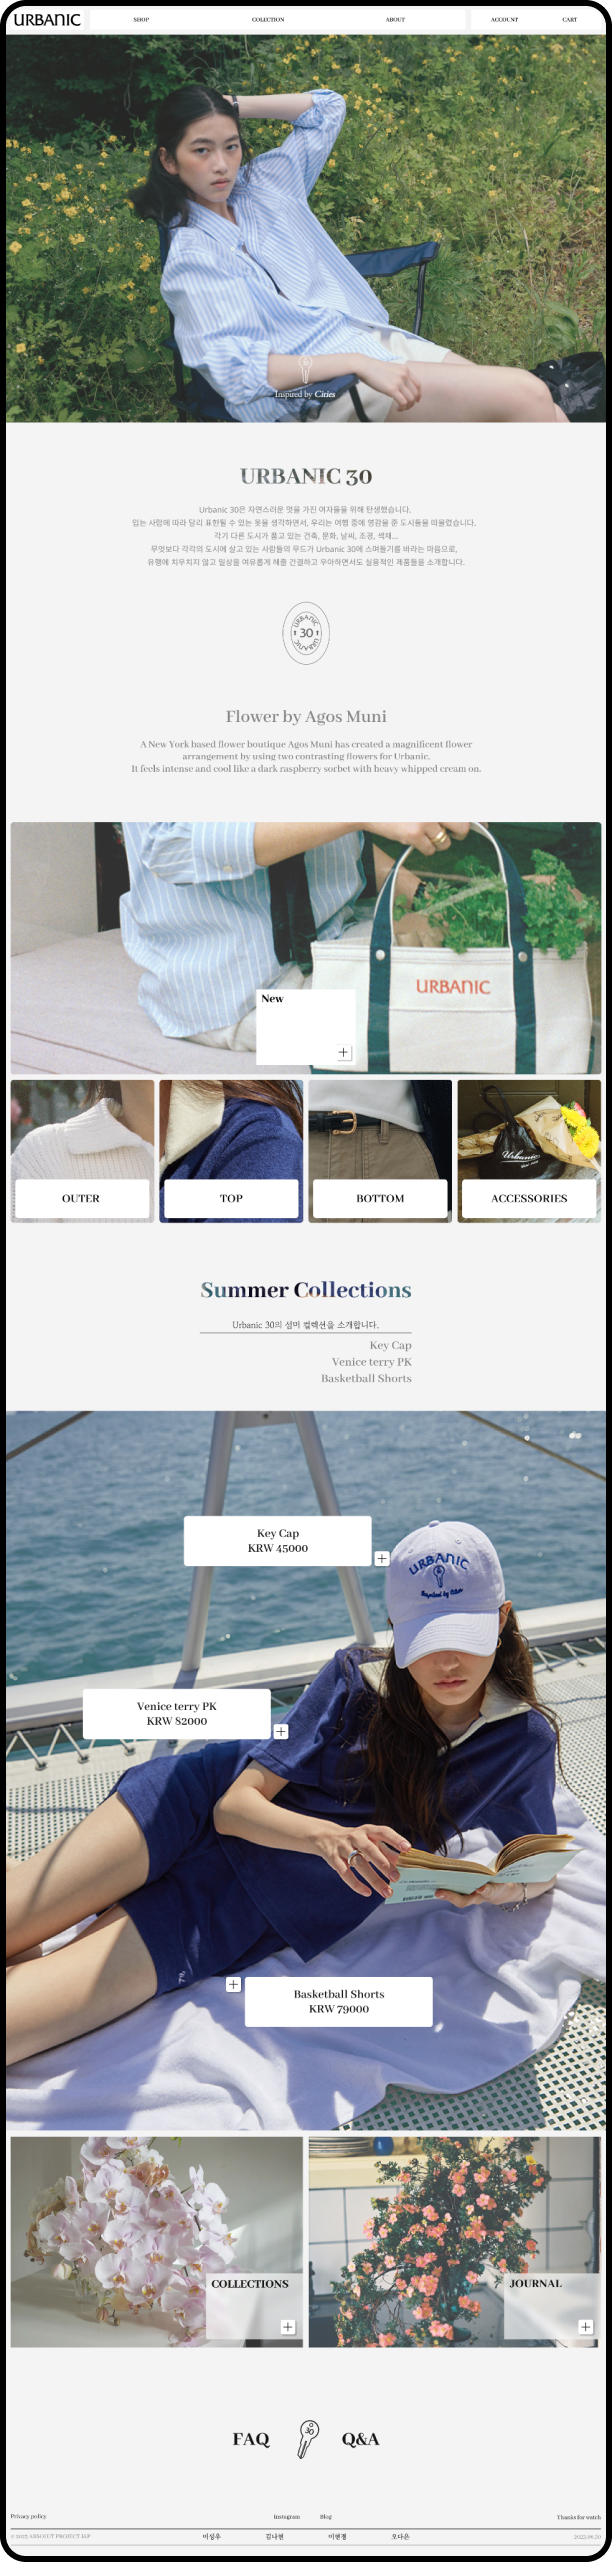 URBANIC
SHOP
COLECTION
ABOUT
ACCOUNT
CART
Inspired by Cities
URBANIC 30
Urbanic 30은 자연스러운 멋을 가진 여자들을 위해 탄생했습니다.
입는 사람에 따라 달리 표현될 수 있는 옷을 생각하면서, 우리는 여행 중에 영감을 준 도시들을 떠올렸습니다.
각기 다른 도시가 품고 있는 건축, 문화, 날씨, 조경, 색채...
무엇보다 각각의 도시에 살고 있는 사람들의 무드가 Urbanic 30에 스며들기를 바라는 마음으로,
유행에 치우치지 않고 일상을 여유롭게 해줄 간결하고 우아하면서도 실용적인 제품들을 소개합니다.
URBANIC
30
URBANIC
Flower by Agos Muni
A New York based flower boutique Agos Muni has created a magnificent flower
arrangement by using two contrasting flowers for Urbanic.
It feels intense and cool like a dark raspberry sorbet with heavy whipped cream on.
URBANIC
New
Urbanic
OUTER
TOP
BOTTOM
ACCESSORIES
Summer Collections
Urbanic 30의 섬머 컬렉션을 소개합니다.
Key Cap
Venice terry PK
Basketball Shorts
Key Cap
KRW 45000
URBANIC
Inspired by Cities
Venice terry PK
KRW 82000
Basketball Shorts
KRW 79000
COLLECTIONS
JOURNAL
FAQ
30
Q&A
Privacy policy
Instagram
Blog
Thanks for watch
© 2025 ABSOLUT PROJECT JAP
이성우
김나현
이현경
오다은